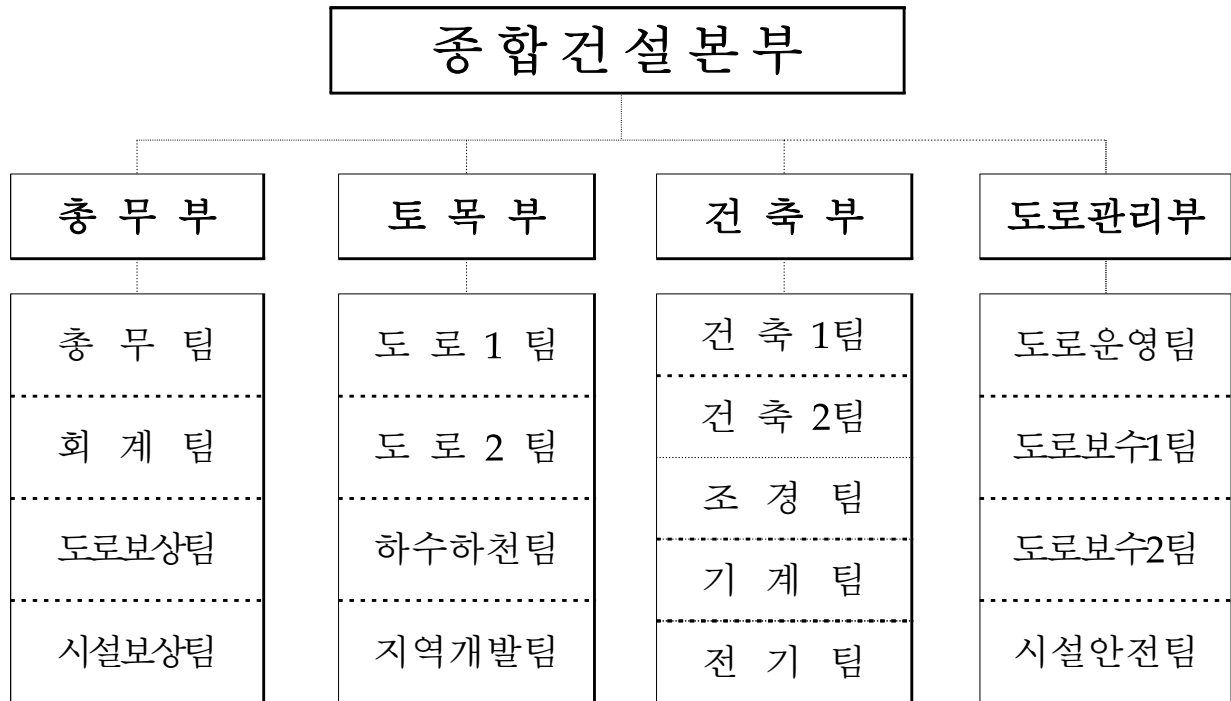 종합건설본부
총 무 부
토 목 부
건 축 부
도로관리부
총 무 팀
회 계 팀
도로보상팀
시설보상팀
도 로 1 팀
도 로 2 팀
하수하천팀
지역개발팀
건 축 1팀
건 축 2팀
조 경 팀
기 계 팀
전 기 팀
도로운영팀
도로보수1팀
도로보수2팀
시설안전팀